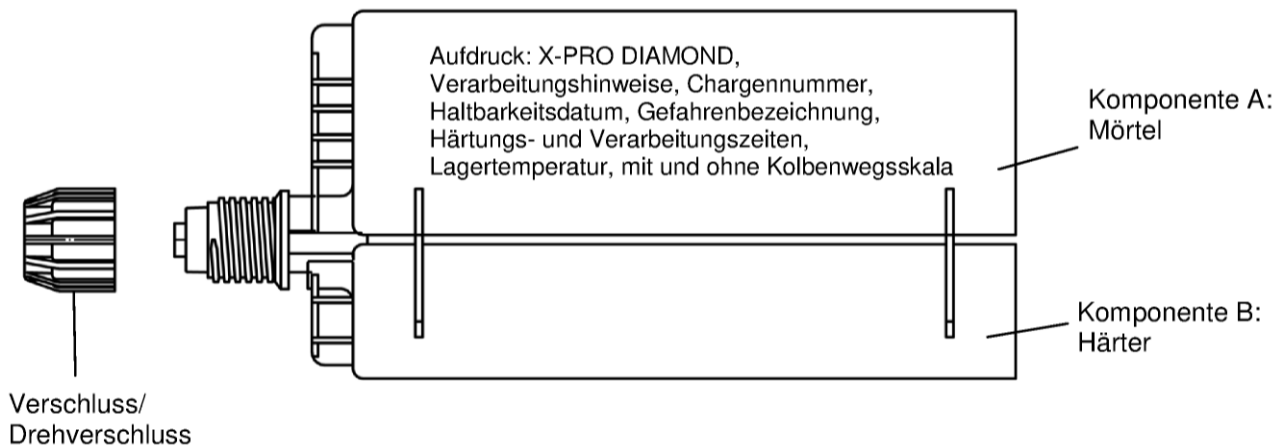 Aufdruck: X-PRO DIAMOND,
Verarbeitungshinweise, Chargennummer,
Haltbarkeitsdatum, Gefahrenbezeichnung,
Härtungs- und Verarbeitungszeiten,
Lagertemperatur, mit und ohne Kolbenwegsskala
Komponente A:
Mörtel
Komponente B:
Härter
Verschluss/
Drehverschluss